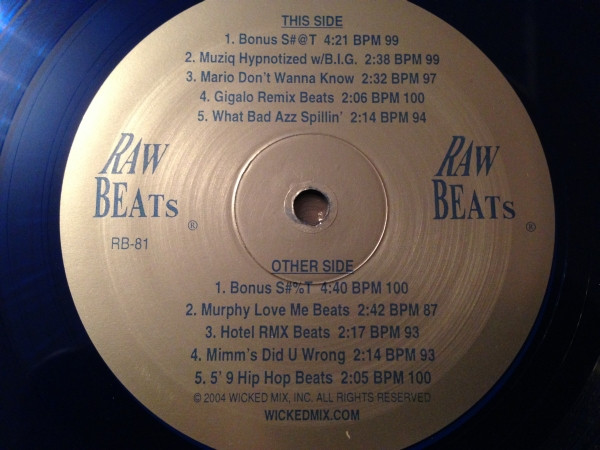 THIS SIDE
1. Bonus S#@T 4:21 BPM 99
2. Muziq Hypnotized w/B.I.G. 2:38 BPM 99
3. Mario Don't Wanna Know 2:32 BPM 97
4. Gigalo Remix Beats 2:06 BPM 100
5. What Bad Azz Spillin' 2:14 BPM 94
RAW
BEATS ®
RB-81
RAW
BEATS ®
OTHER SIDE
1. Bonus S#%T 4:40 BPM 100
2. Murphy Love Me Beats 2:42 BPM 87
3. Hotel RMX Beats 2:17 BPM 93
4. Mimm's Did U Wrong 2:14 BPM 93
5. 5' 9 Hip Hop Beats 2:05 BPM 100
© 2004 WICKED MIX, INC. ALL RIGHTS RESERVED
WICKEDMIX.COM